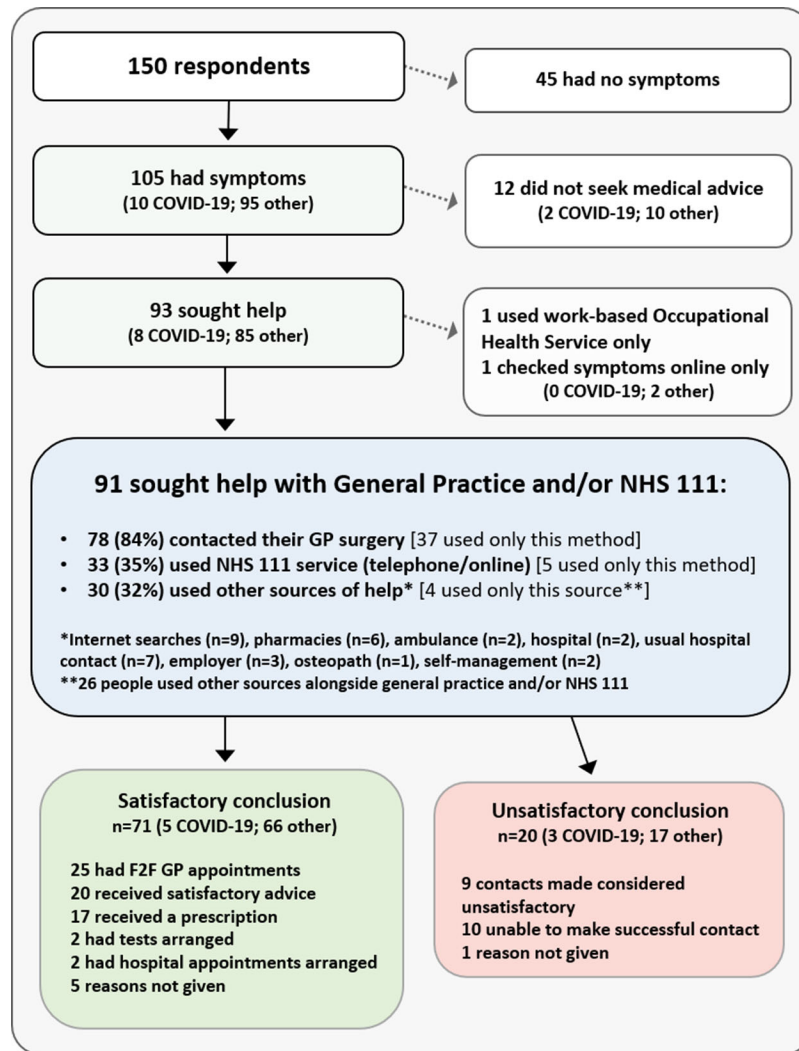 150 respondents
45 had no symptoms
105 had symptoms
(10 COVID-19; 95 other)
12 did not seek medical advice
(2 COVID-19; 10 other)
93 sought help
(8 COVID-19; 85 other)
1 used work-based Occupational
Health Service only
1 checked symptoms online only
(0 COVID-19; 2 other)
91 sought help with General Practice and/or NHS 111:
• 78 (84%) contacted their GP surgery [37 used only this method]
• 33 (35%) used NHS 111 service (telephone/online) [5 used only this method]
• 30 (32%) used other sources of help* [4 used only this source**]
*Internet searches (n=9), pharmacies (n=6), ambulance (n=2), hospital (n=2), usual hospital
contact (n=7), employer (n=3), osteopath (n=1), self-management (n=2)
**26 people used other sources alongside general practice and/or NHS 111
Satisfactory conclusion
n=71 (5 COVID-19; 66 other)
25 had F2F GP appointments
20 received satisfactory advice
17 received a prescription
2 had tests arranged
2 had hospital appointments arranged
5 reasons not given
Unsatisfactory conclusion
n=20 (3 COVID-19; 17 other)
9 contacts made considered
unsatisfactory
10 unable to make successful contact
1 reason not given